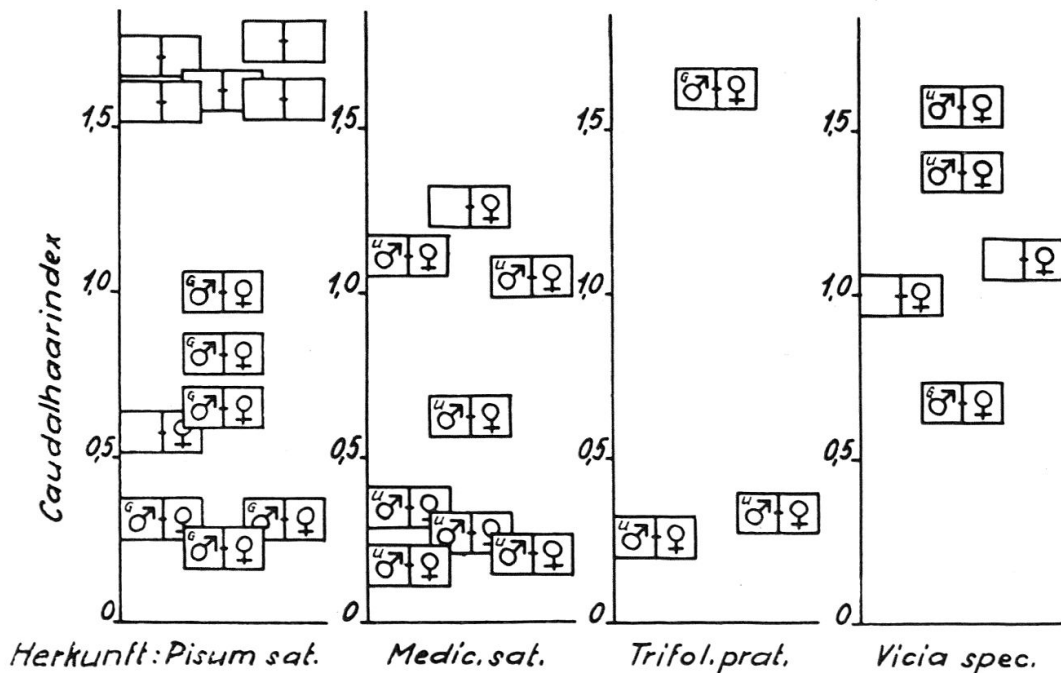 Caudalhaarindex
1,5
1,0
0,5
0
1,5
1,0
0,5
0
1,5
1,0
0,5
0
1,5
1,0
0,5
0
G♂ ♀
G♂ ♀
G♂ ♀
♀
G♂ ♀
G♂ ♀
G♂ ♀
♀
U♂ ♀
U♂ ♀
U♂ ♀
U♂ ♀
U♂ ♀
U♂ ♀
U♂ ♀
G♂ ♀
U♂ ♀
U♂ ♀
U♂ ♀
U♂ ♀
♀
♀
G♂ ♀
Herkunft: Pisum sat. Medic. sat. Trifol. prat. Vicia spec.